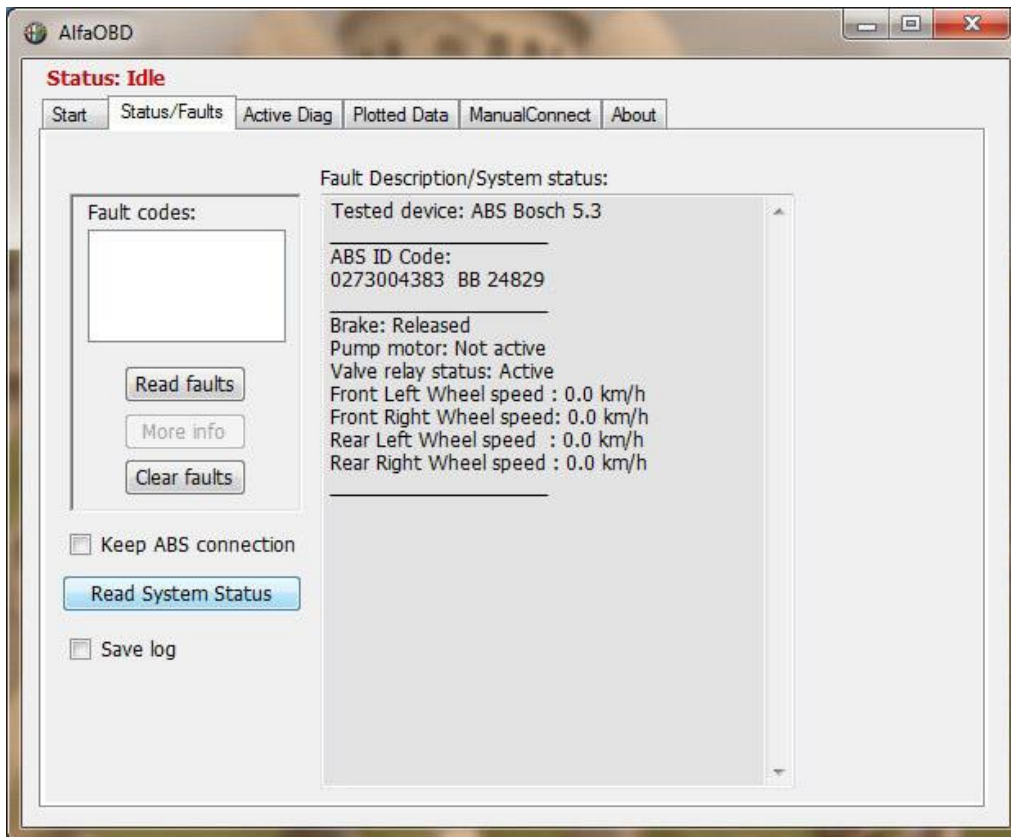 AlfaOBD
Status: Idle
Start Status/Faults Active Diag Plotted Data ManualConnect About
Fault Description/System status:
Fault codes:
Read faults
More info
Clear faults
Keep ABS connection
Read System Status
Save log
Tested device: ABS Bosch 5.3
ABS ID Code:
0273004383 BB 24829
Brake: Released
Pump motor: Not active
Valve relay status: Active
Front Left Wheel speed : 0.0 km/h
Front Right Wheel speed: 0.0 km/h
Rear Left Wheel speed : 0.0 km/h
Rear Right Wheel speed : 0.0 km/h